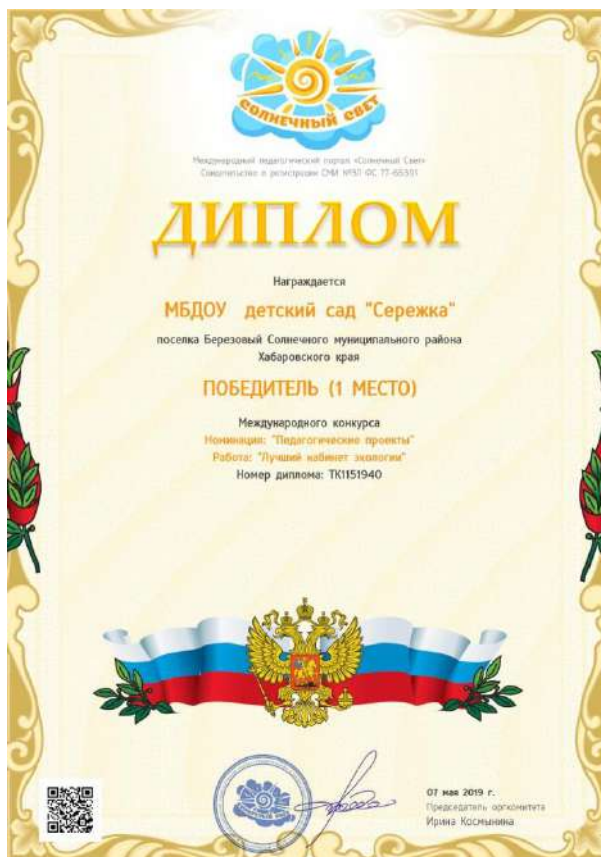 СОЛНЕЧНЫЙ СВЕТ
Международный педагогический портал «Солнечный Свет»
Свидетельство о регистрации СМИ №ЭЛ ФС 77-65391
ДИПЛОМ
Награждается
МБДОУ детский сад "Сережка"
поселка Березовый Солнечного муниципального района
Хабаровского края
ПОБЕДИТЕЛЬ (1 МЕСТО)
Международного конкурса
Номинация: "Педагогические проекты"
Работа: "Лучший кабинет экологии"
Номер диплома: ТК1151940
07 мая 2019 г.
Председатель оргкомитета
Ирина Космынина